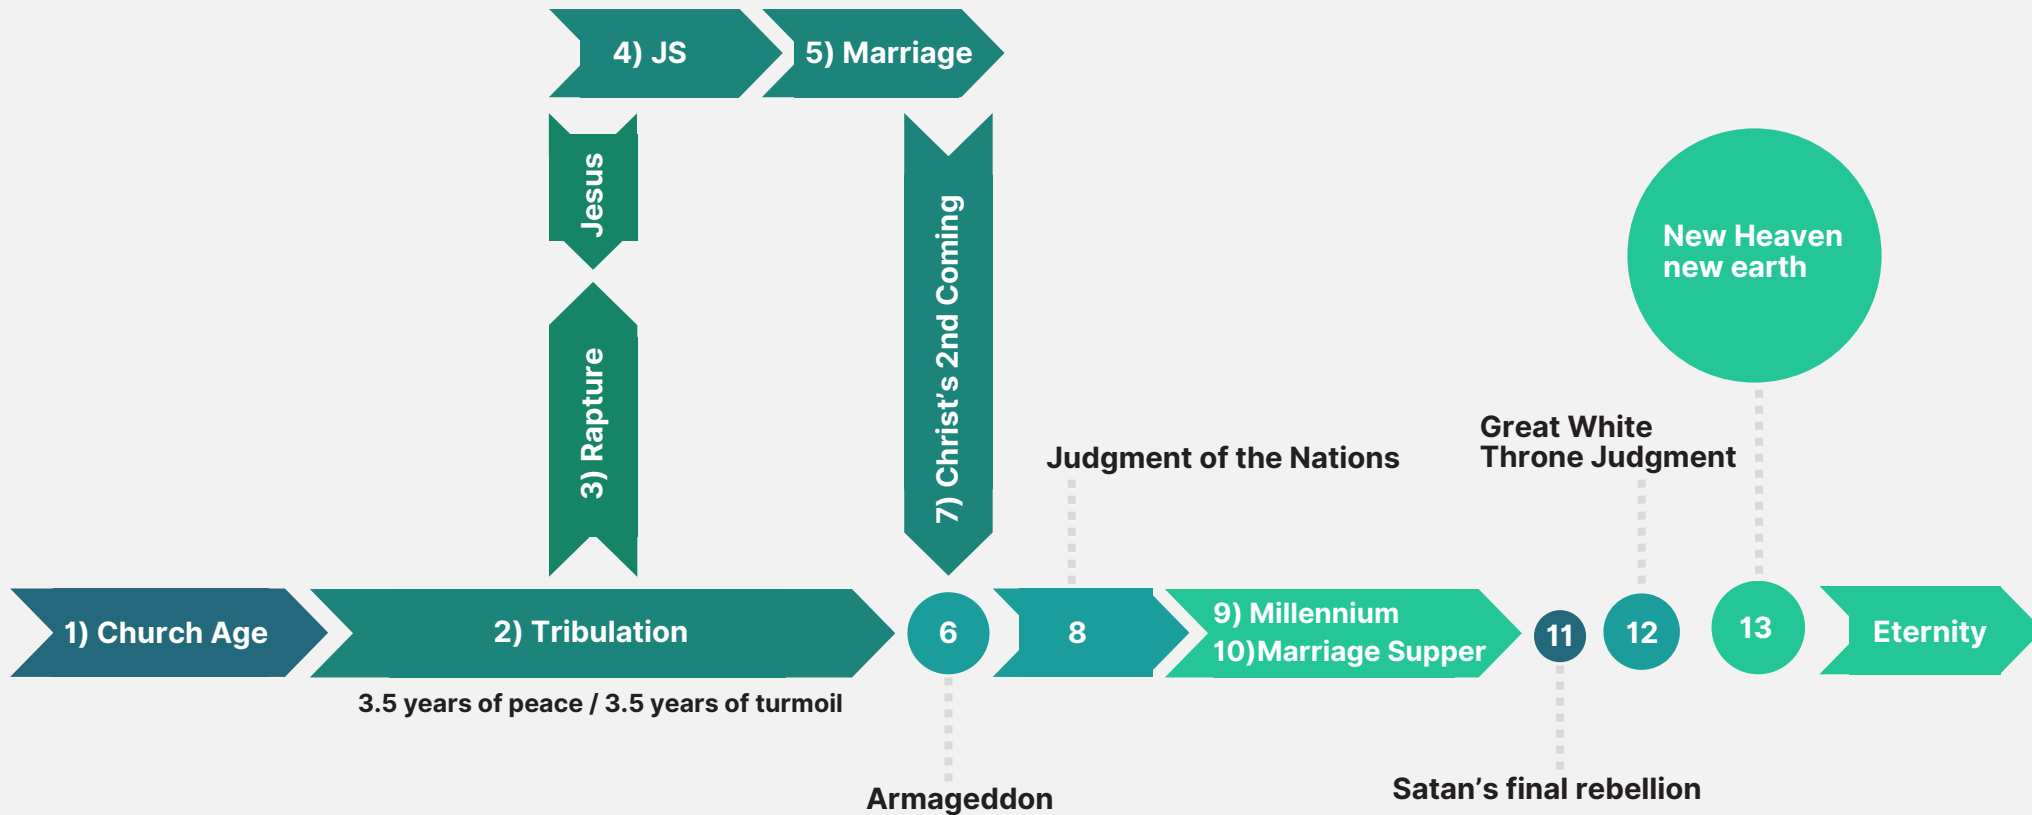 4) JS
5) Marriage
Jesus
3) Rapture
7) Christ’s 2nd Coming
New Heaven
new earth
Judgment of the Nations
Great White
Throne Judgment
1) Church Age
2) Tribulation
6
8
9) Millennium
10)Marriage Supper
11
12
13
Eternity
3.5 years of peace / 3.5 years of turmoil
Armageddon
Satan’s final rebellion